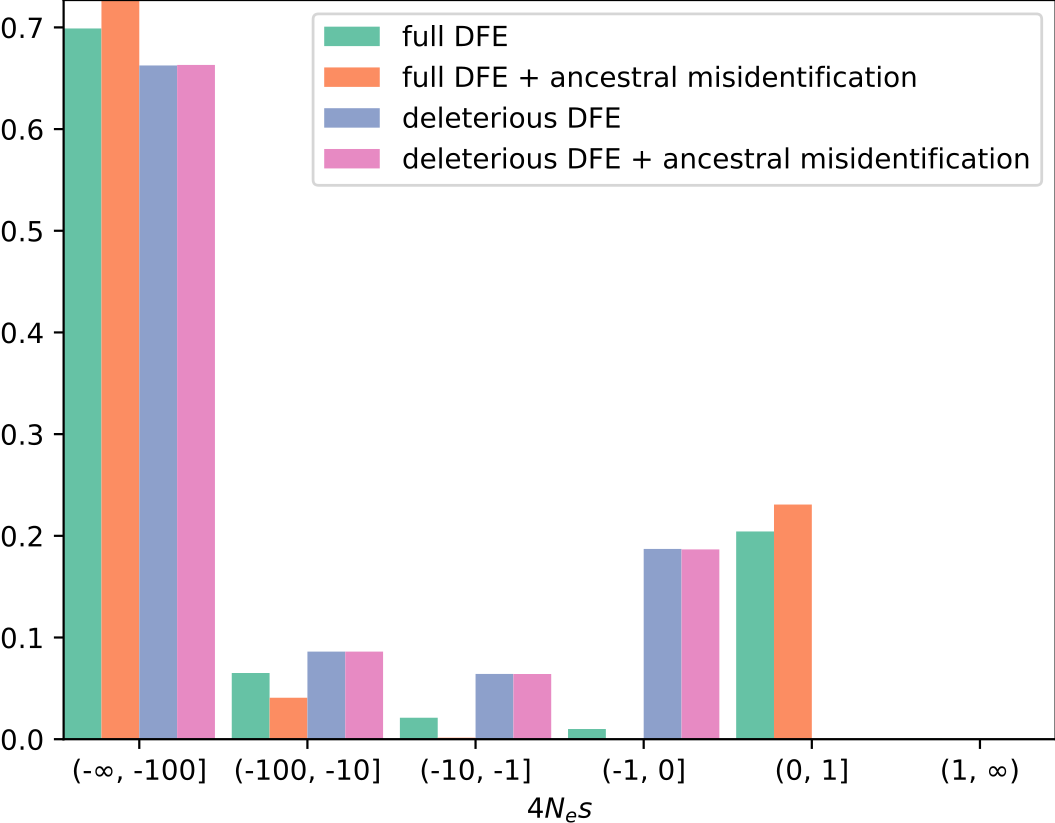 full DFE
full DFE + ancestral misidentification
deleterious DFE
deleterious DFE + ancestral misidentification
0.7
0.6
0.5
0.4
0.3
0.2
0.1
0.0
(-∞, -100] (-100, -10] (-10, -1] (-1, 0] (0, 1] (1, ∞)
4Nₑs